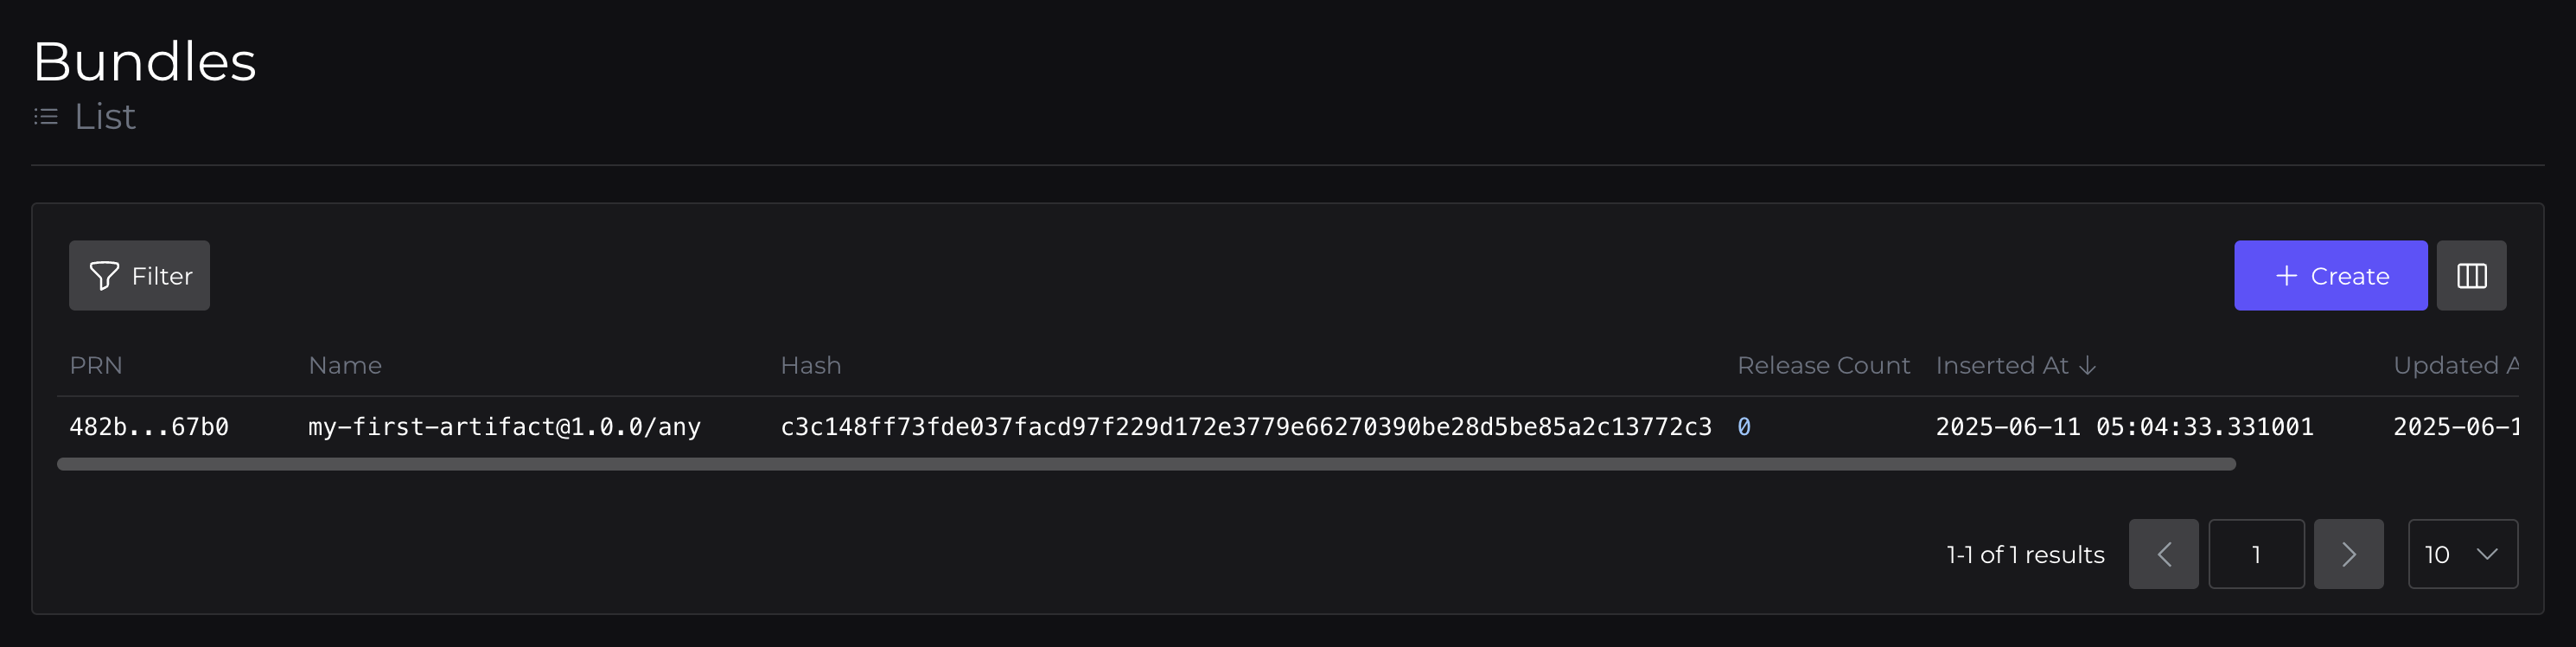 Bundles
List
Filter
Create
PRN Name Hash Release Count Inserted At Updated A
482b...67b0 my-first-artifact@1.0.0/any c3c148ff73fde037facd97f229d172e3779e66270390be28d5be85a2c13772c3 0 2025-06-11 05:04:33.331001 2025-06-1
1-1 of 1 results 1 10